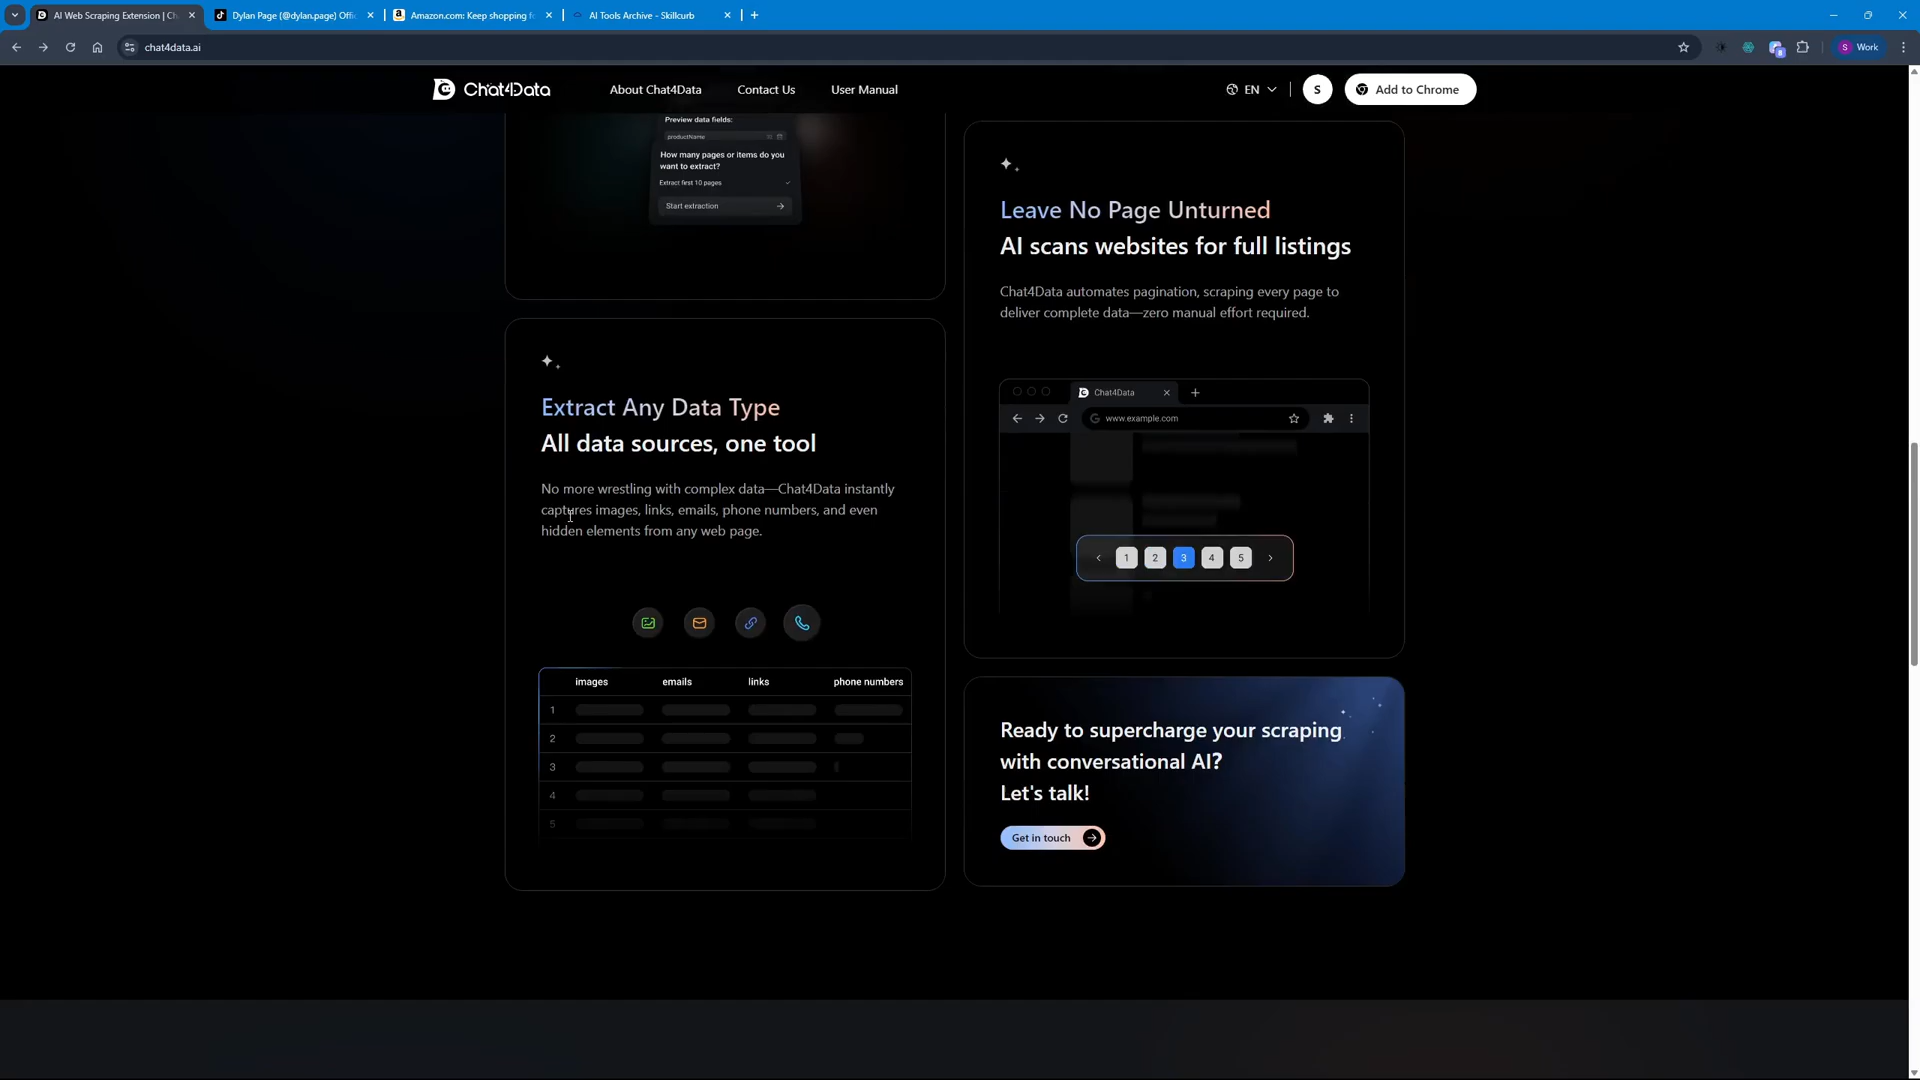 AI Web Scraping Extension | Ch
Dylan Page (@dylan.page) Offi
Amazon.com: Keep shopping fo
AI Tools Archive - Skillcurb
chat4data.ai
S Work
Chat4Data
About Chat4Data
Contact Us
User Manual
EN
S
Add to Chrome
Preview data fields:
productName
How many pages or items do you
want to extract?
Extract first 10 pages
Start extraction
Extract Any Data Type
All data sources, one tool
No more wrestling with complex data—Chat4Data instantly
captures images, links, emails, phone numbers, and even
hidden elements from any web page.
images emails links phone numbers
1
2
3
4
5
Leave No Page Unturned
AI scans websites for full listings
Chat4Data automates pagination, scraping every page to
deliver complete data—zero manual effort required.
Chat4Data
www.example.com
1 2 3 4 5
Ready to supercharge your scraping
with conversational AI?
Let's talk!
Get in touch